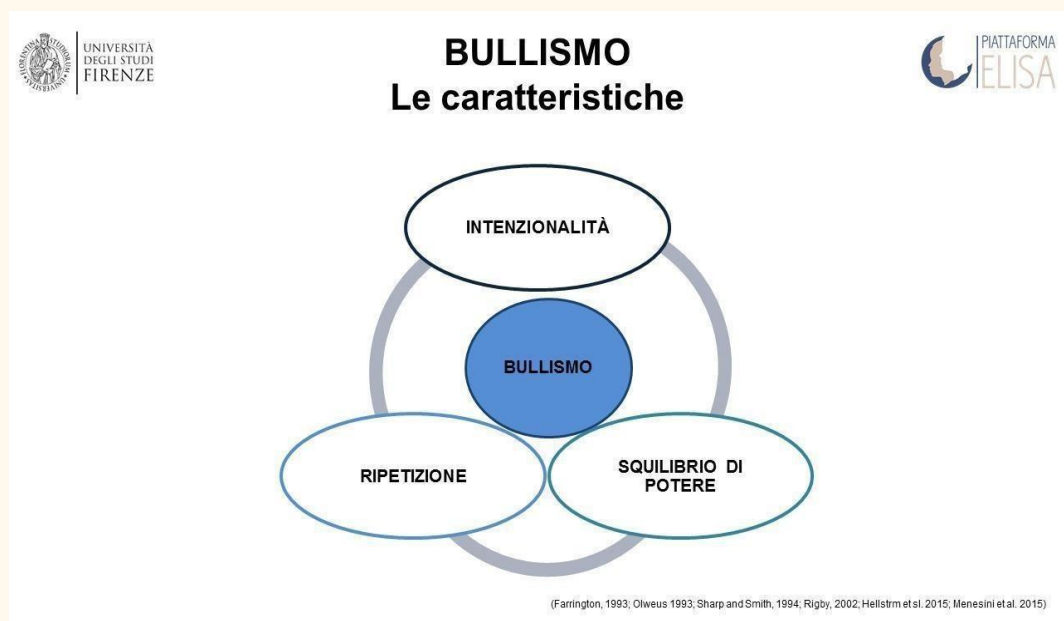 UNIVERSITÀ
DEGLI STUDI
FIRENZE
BULLISMO
Le caratteristiche
PIATTAFORMA
ELISA
INTENZIONALITÀ
BULLISMO
RIPETIZIONE
SQUILIBRIO DI
POTERE
(Farrington, 1993; Olweus 1993; Sharp and Smith, 1994; Rigby, 2002; Hellstrm et sl. 2015; Menesini et al. 2015)